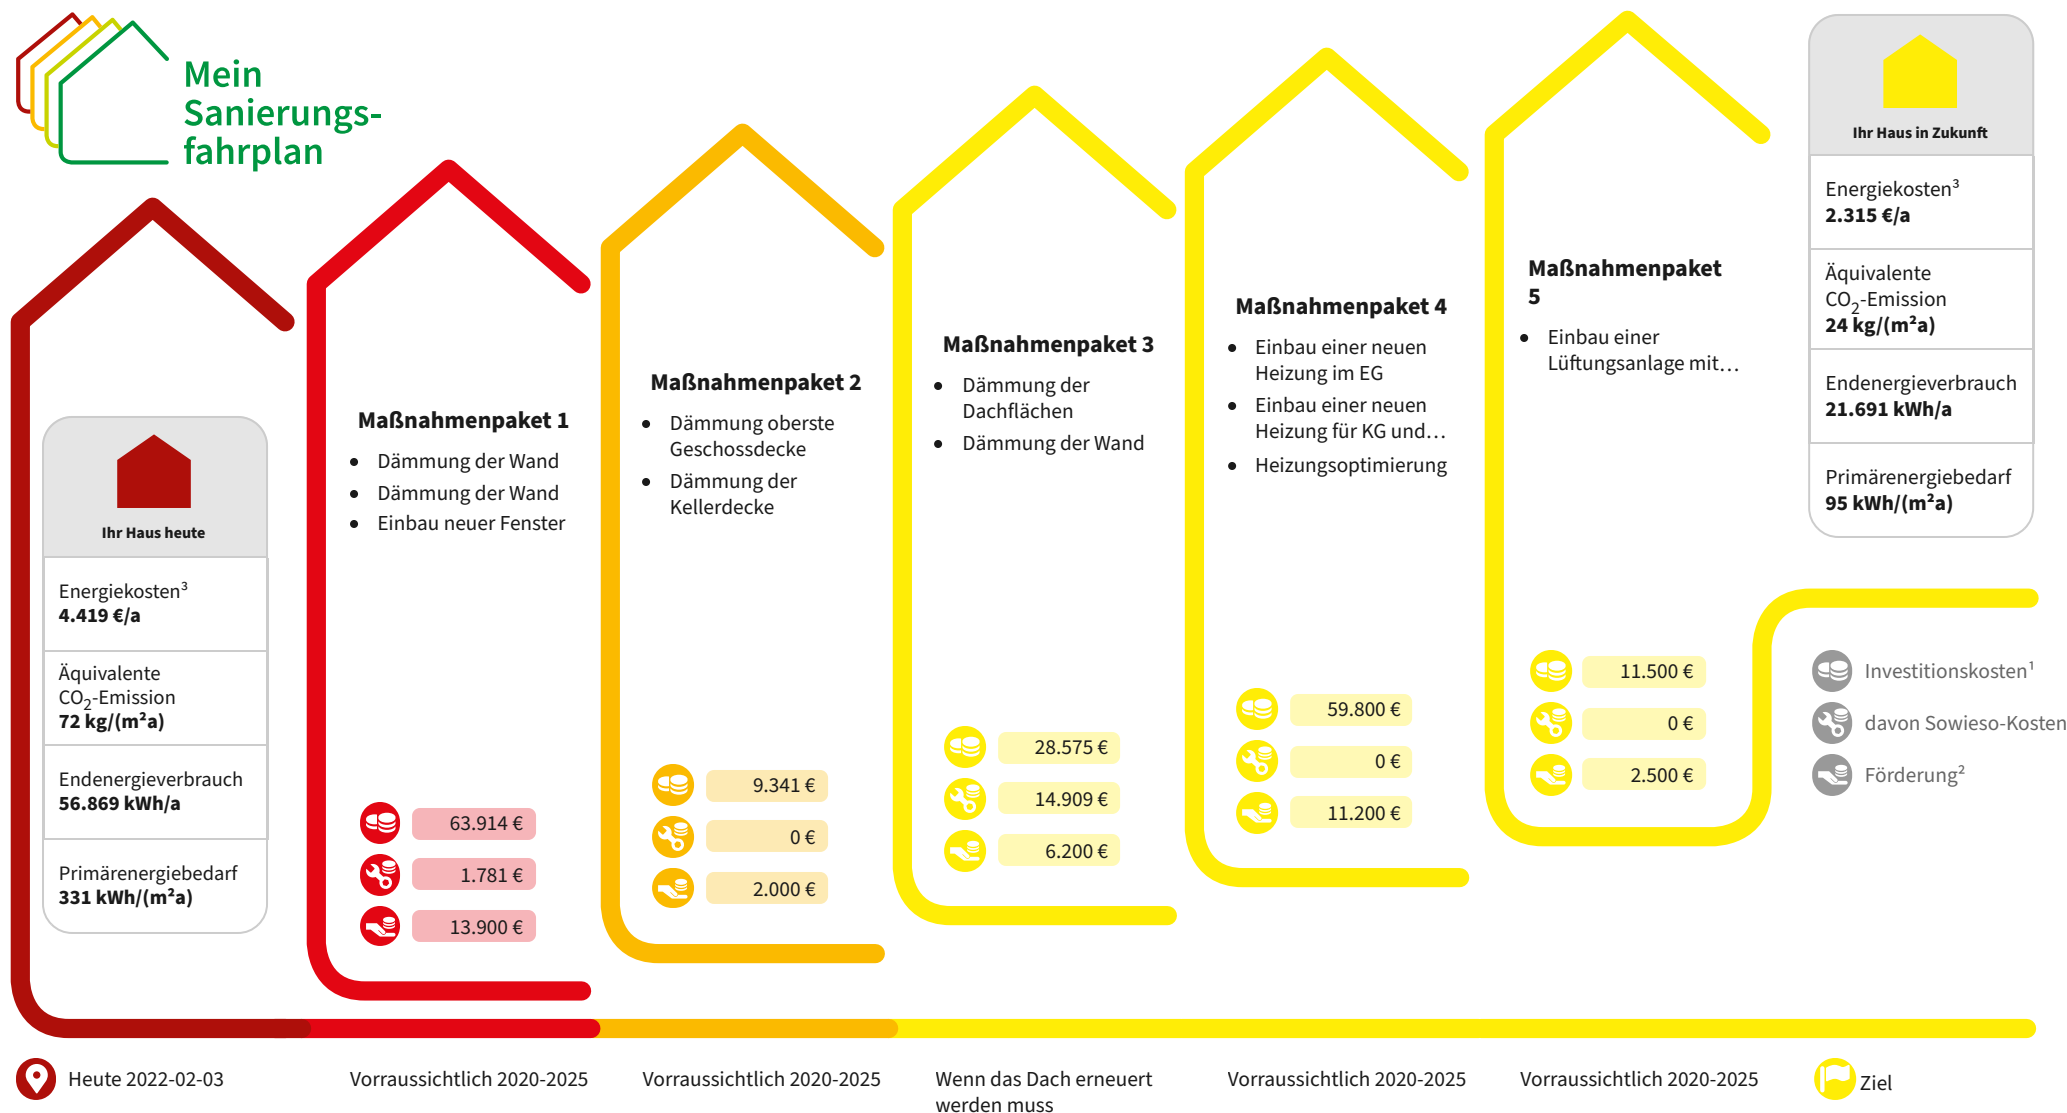 Mein
Sanierungs-
fahrplan
Ihr Haus heute
Energiekosten³
4.419 €/a
Äquivalente
CO₂-Emission
72 kg/(m²a)
Endenergieverbrauch
56.869 kWh/a
Primärenergiebedarf
331 kWh/(m²a)
Maßnahmenpaket 1
• Dämmung der Wand
• Dämmung der Wand
• Einbau neuer Fenster
63.914 €
1.781 €
13.900 €
Maßnahmenpaket 2
• Dämmung oberste
Geschossdecke
• Dämmung der
Kellerdecke
9.341 €
0 €
2.000 €
Maßnahmenpaket 3
• Dämmung der
Dachflächen
• Dämmung der Wand
28.575 €
14.909 €
6.200 €
Maßnahmenpaket 4
• Einbau einer neuen
Heizung im EG
• Einbau einer neuen
Heizung für KG und…
• Heizungsoptimierung
59.800 €
0 €
11.200 €
Maßnahmenpaket
5
• Einbau einer
Lüftungsanlage mit…
11.500 €
0 €
2.500 €
Ihr Haus in Zukunft
Energiekosten³
2.315 €/a
Äquivalente
CO₂-Emission
24 kg/(m²a)
Endenergieverbrauch
21.691 kWh/a
Primärenergiebedarf
95 kWh/(m²a)
Investitionskosten¹
davon Sowieso-Kosten
Förderung²
Heute 2022-02-03
Vorraussichtlich 2020-2025
Vorraussichtlich 2020-2025
Wenn das Dach erneuert
werden muss
Vorraussichtlich 2020-2025
Vorraussichtlich 2020-2025
Ziel